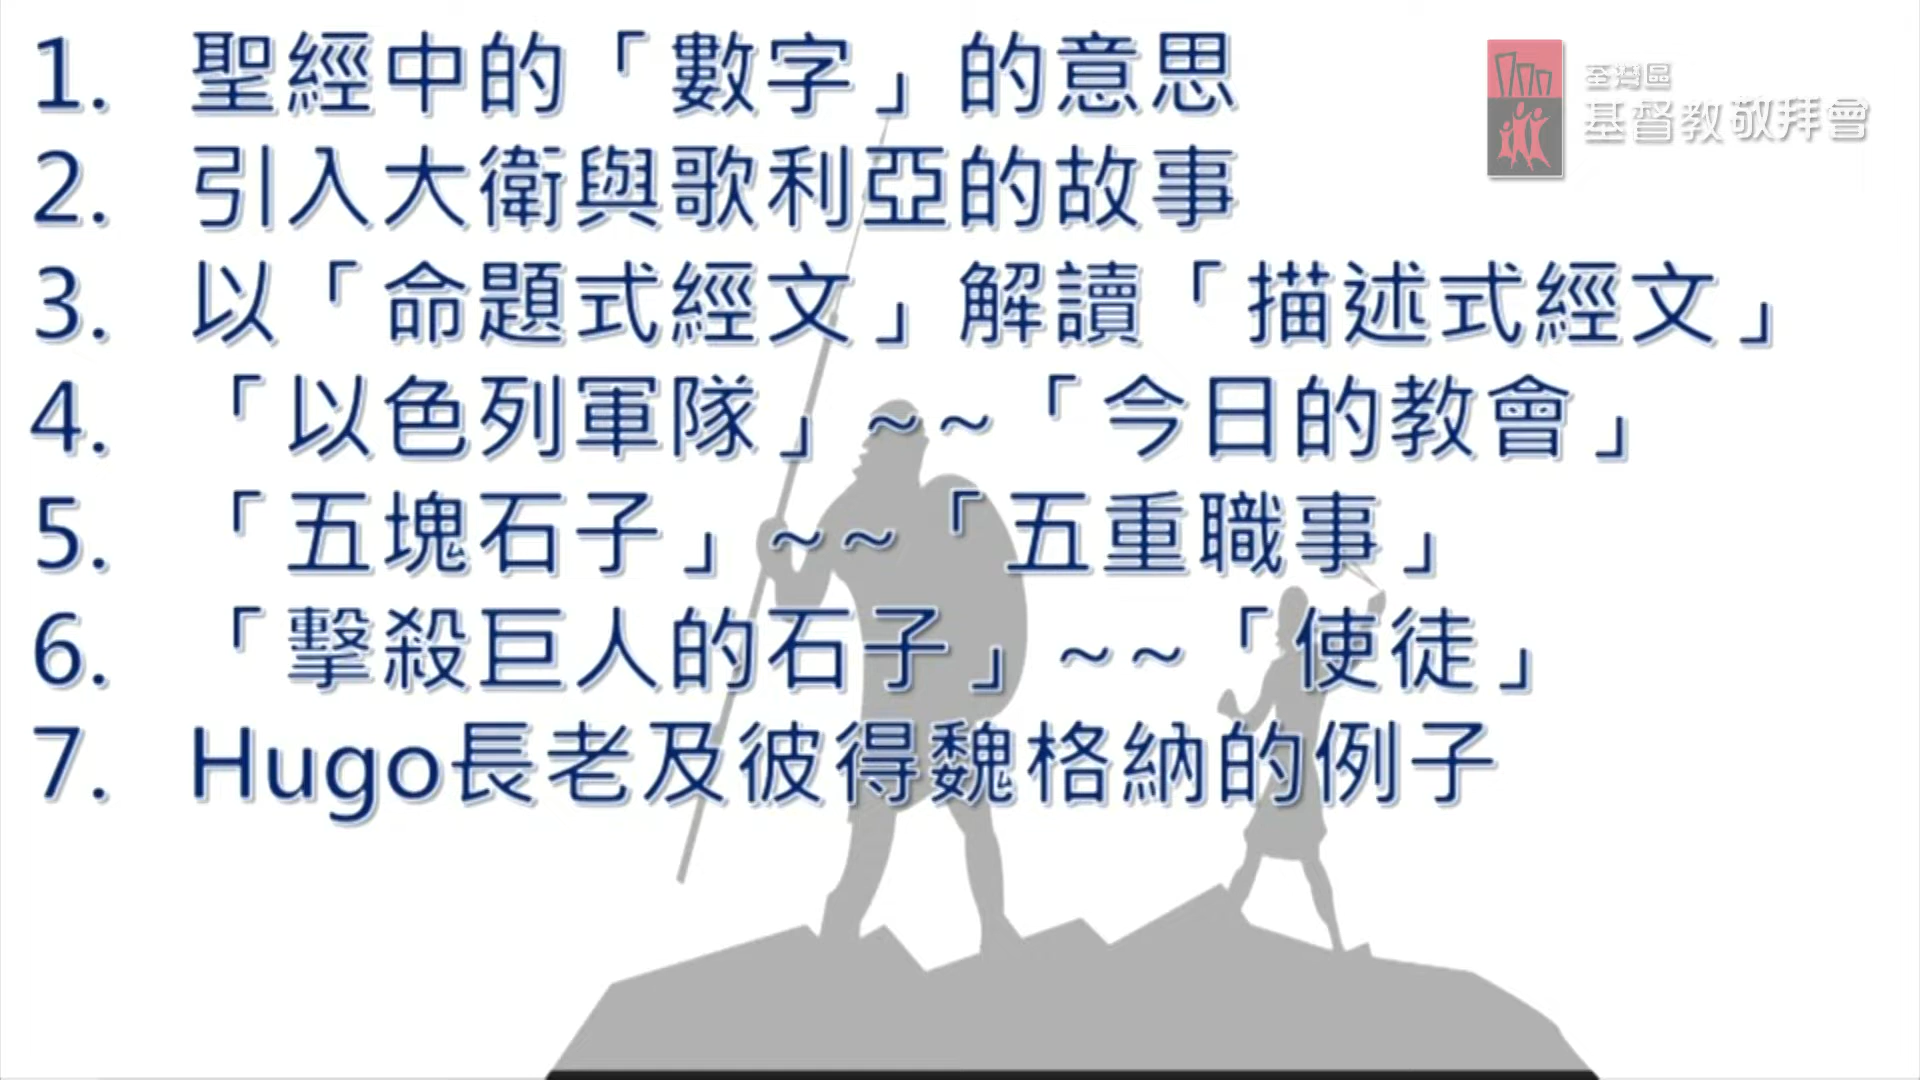 1. 聖經中的「數字」的意思
荃灣區
基督教敬拜會
2. 引入大衛與歌利亞的故事
3. 以「命題式經文」解讀「描述式經文」
4. 「以色列軍隊」~~「今日的教會」
5. 「五塊石子」~~「五重職事」
6. 「擊殺巨人的石子」~~「使徒」
7. Hugo長老及彼得魏格納的例子